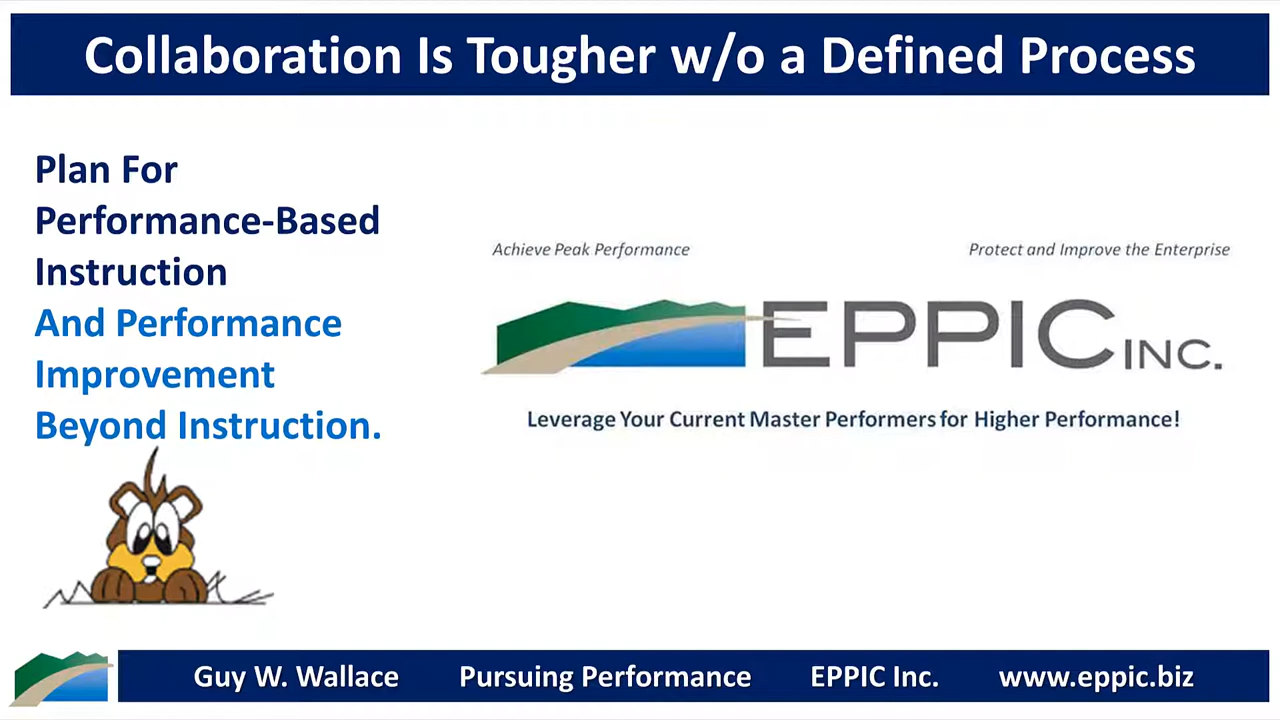 Collaboration Is Tougher w/o a Defined Process
Plan For
Performance-Based
Instruction
And Performance
Improvement
Beyond Instruction.
Achieve Peak Performance
Protect and Improve the Enterprise
EPPIC INC.
Leverage Your Current Master Performers for Higher Performance!
Guy W. Wallace Pursuing Performance EPPIC Inc. www.eppic.biz